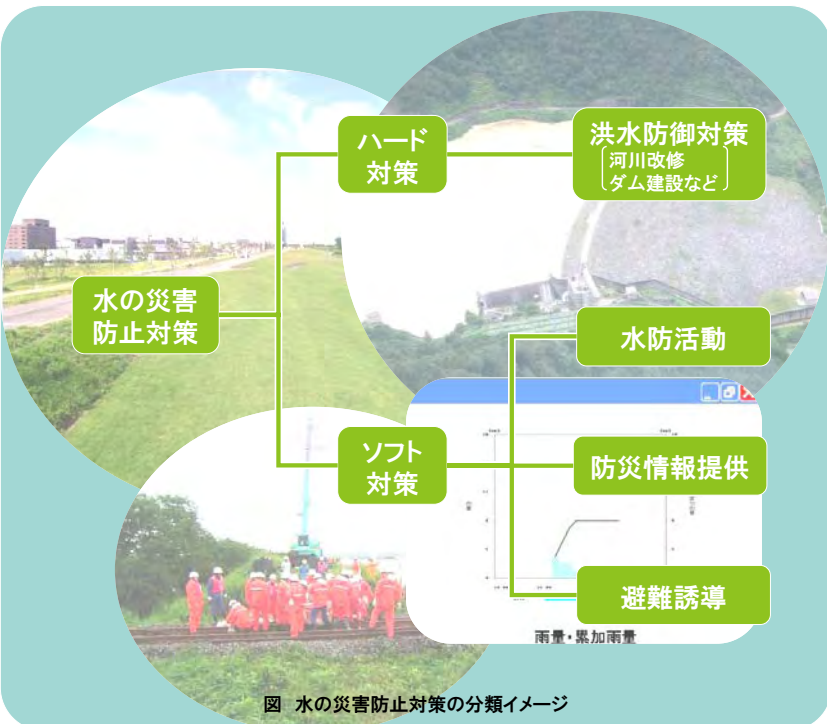 水の災害
防止対策
ハード
対策
洪水防御対策
河川改修
ダム建設など
ソフト
対策
水防活動
防災情報提供
避難誘導
雨量・累加雨量
図 水の災害防止対策の分類イメージ